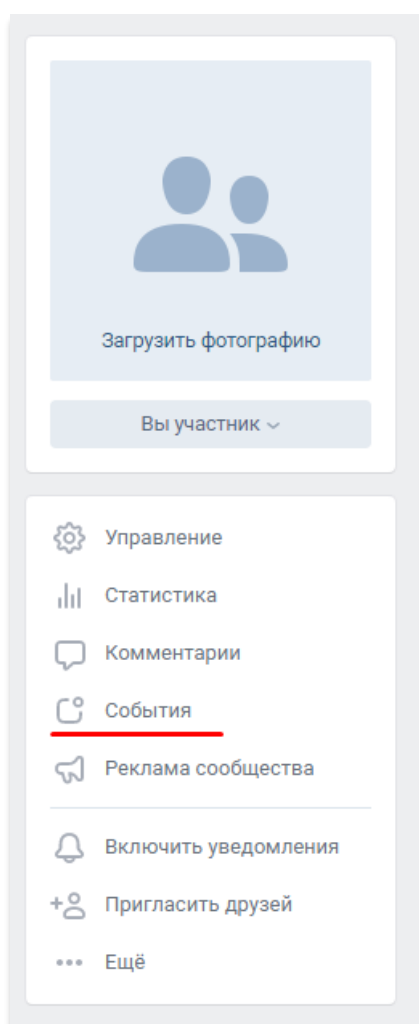 Загрузить фотографию
Вы участник
Управление
Статистика
Комментарии
События
Реклама сообщества
Включить уведомления
Пригласить друзей
Ещё